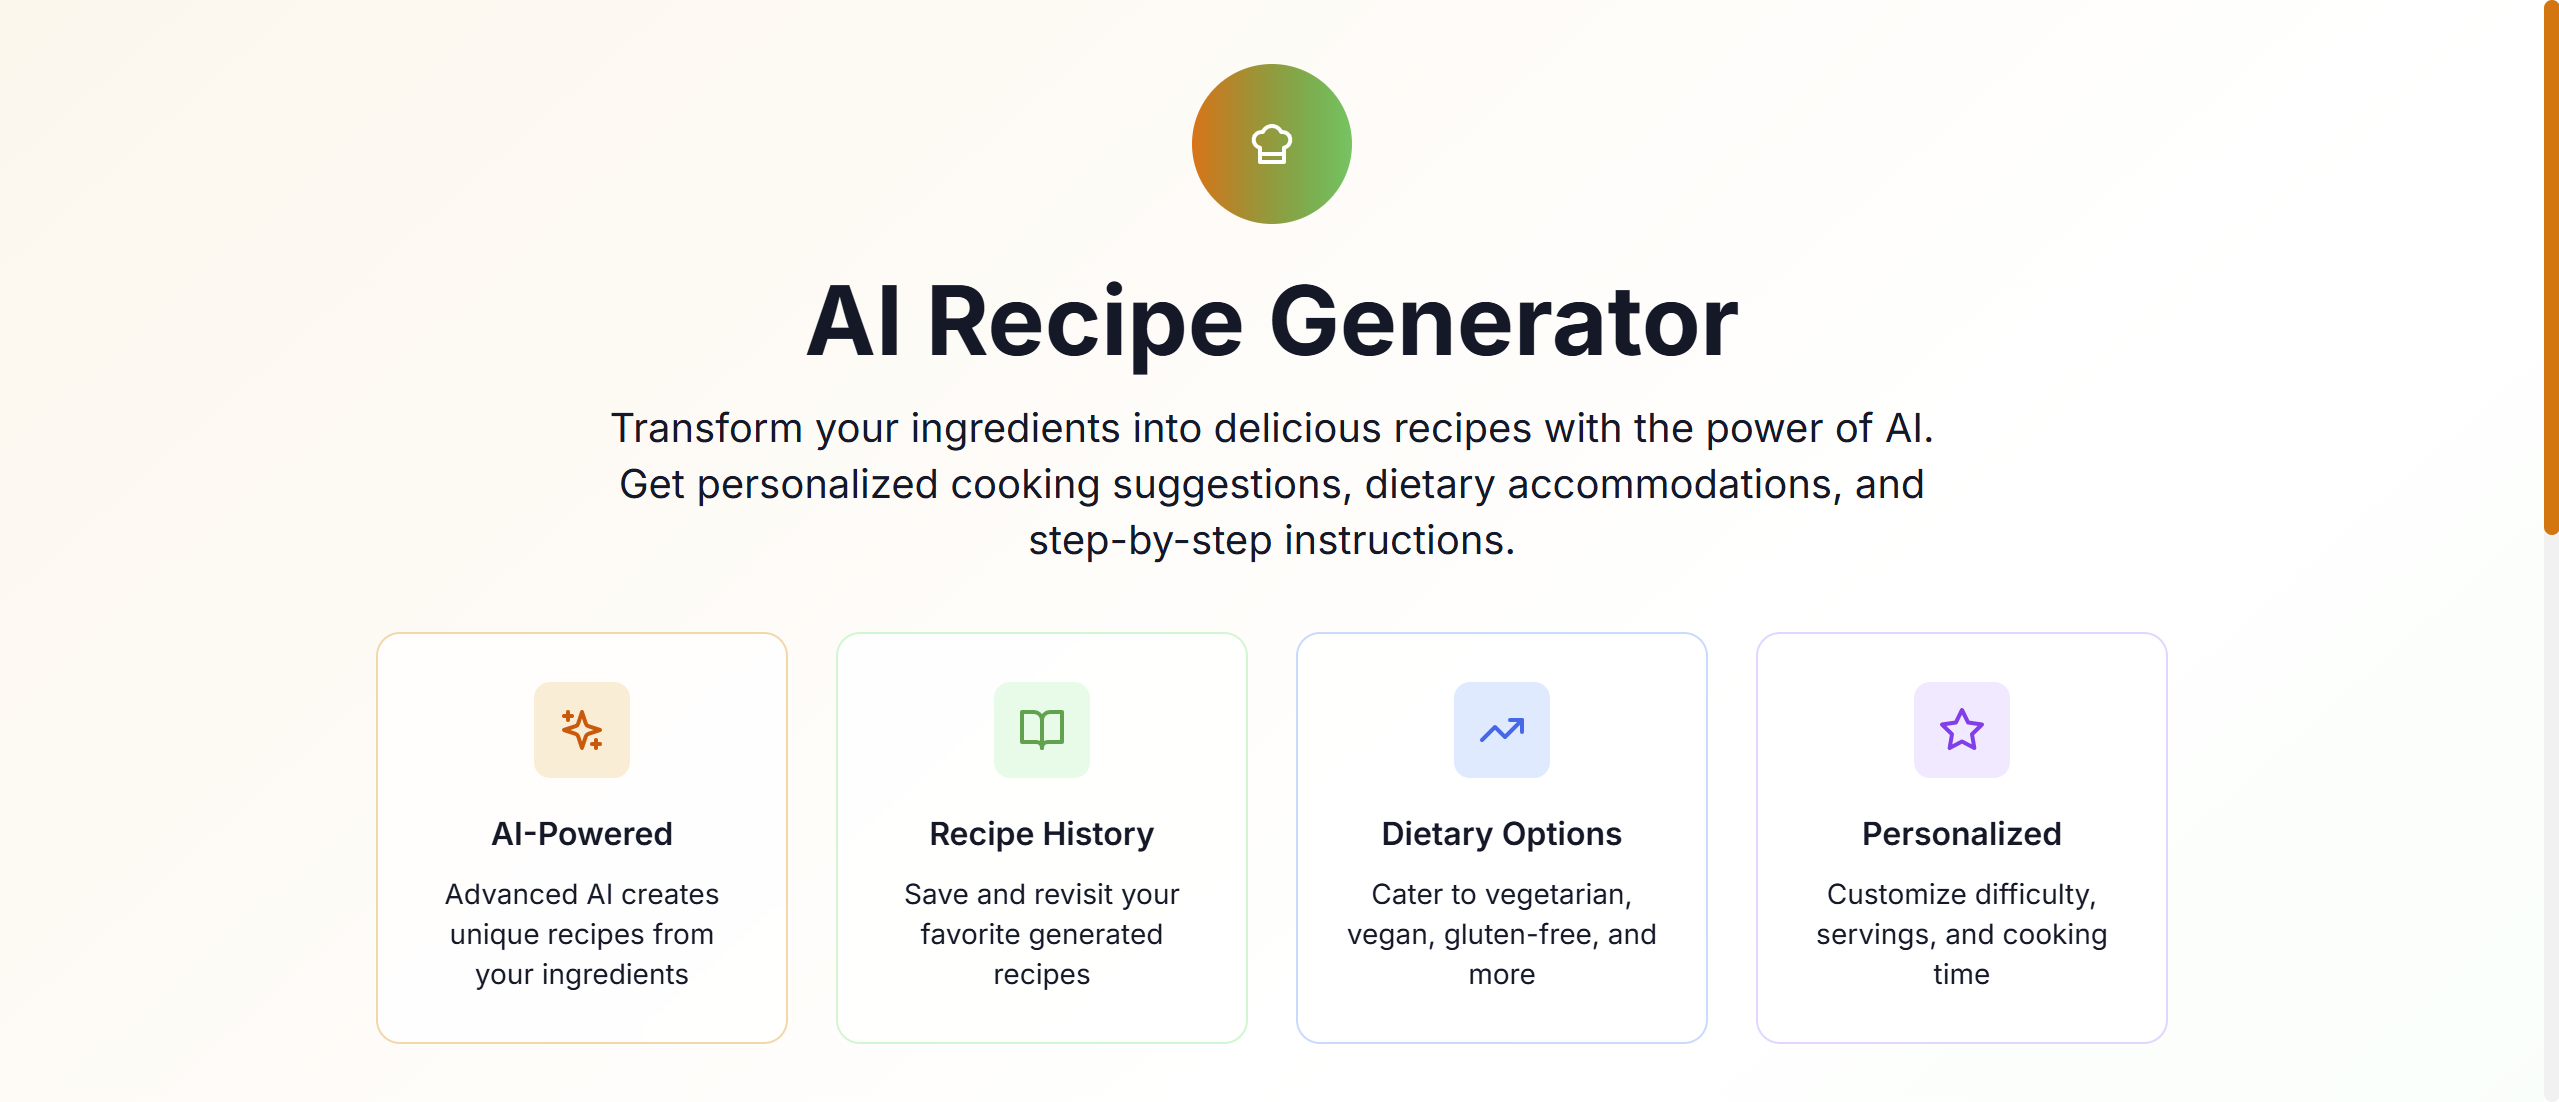 AI Recipe Generator
Transform your ingredients into delicious recipes with the power of AI.
Get personalized cooking suggestions, dietary accommodations, and
step-by-step instructions.
AI-Powered
Advanced AI creates
unique recipes from
your ingredients
Recipe History
Save and revisit your
favorite generated
recipes
Dietary Options
Cater to vegetarian,
vegan, gluten-free, and
more
Personalized
Customize difficulty,
servings, and cooking
time